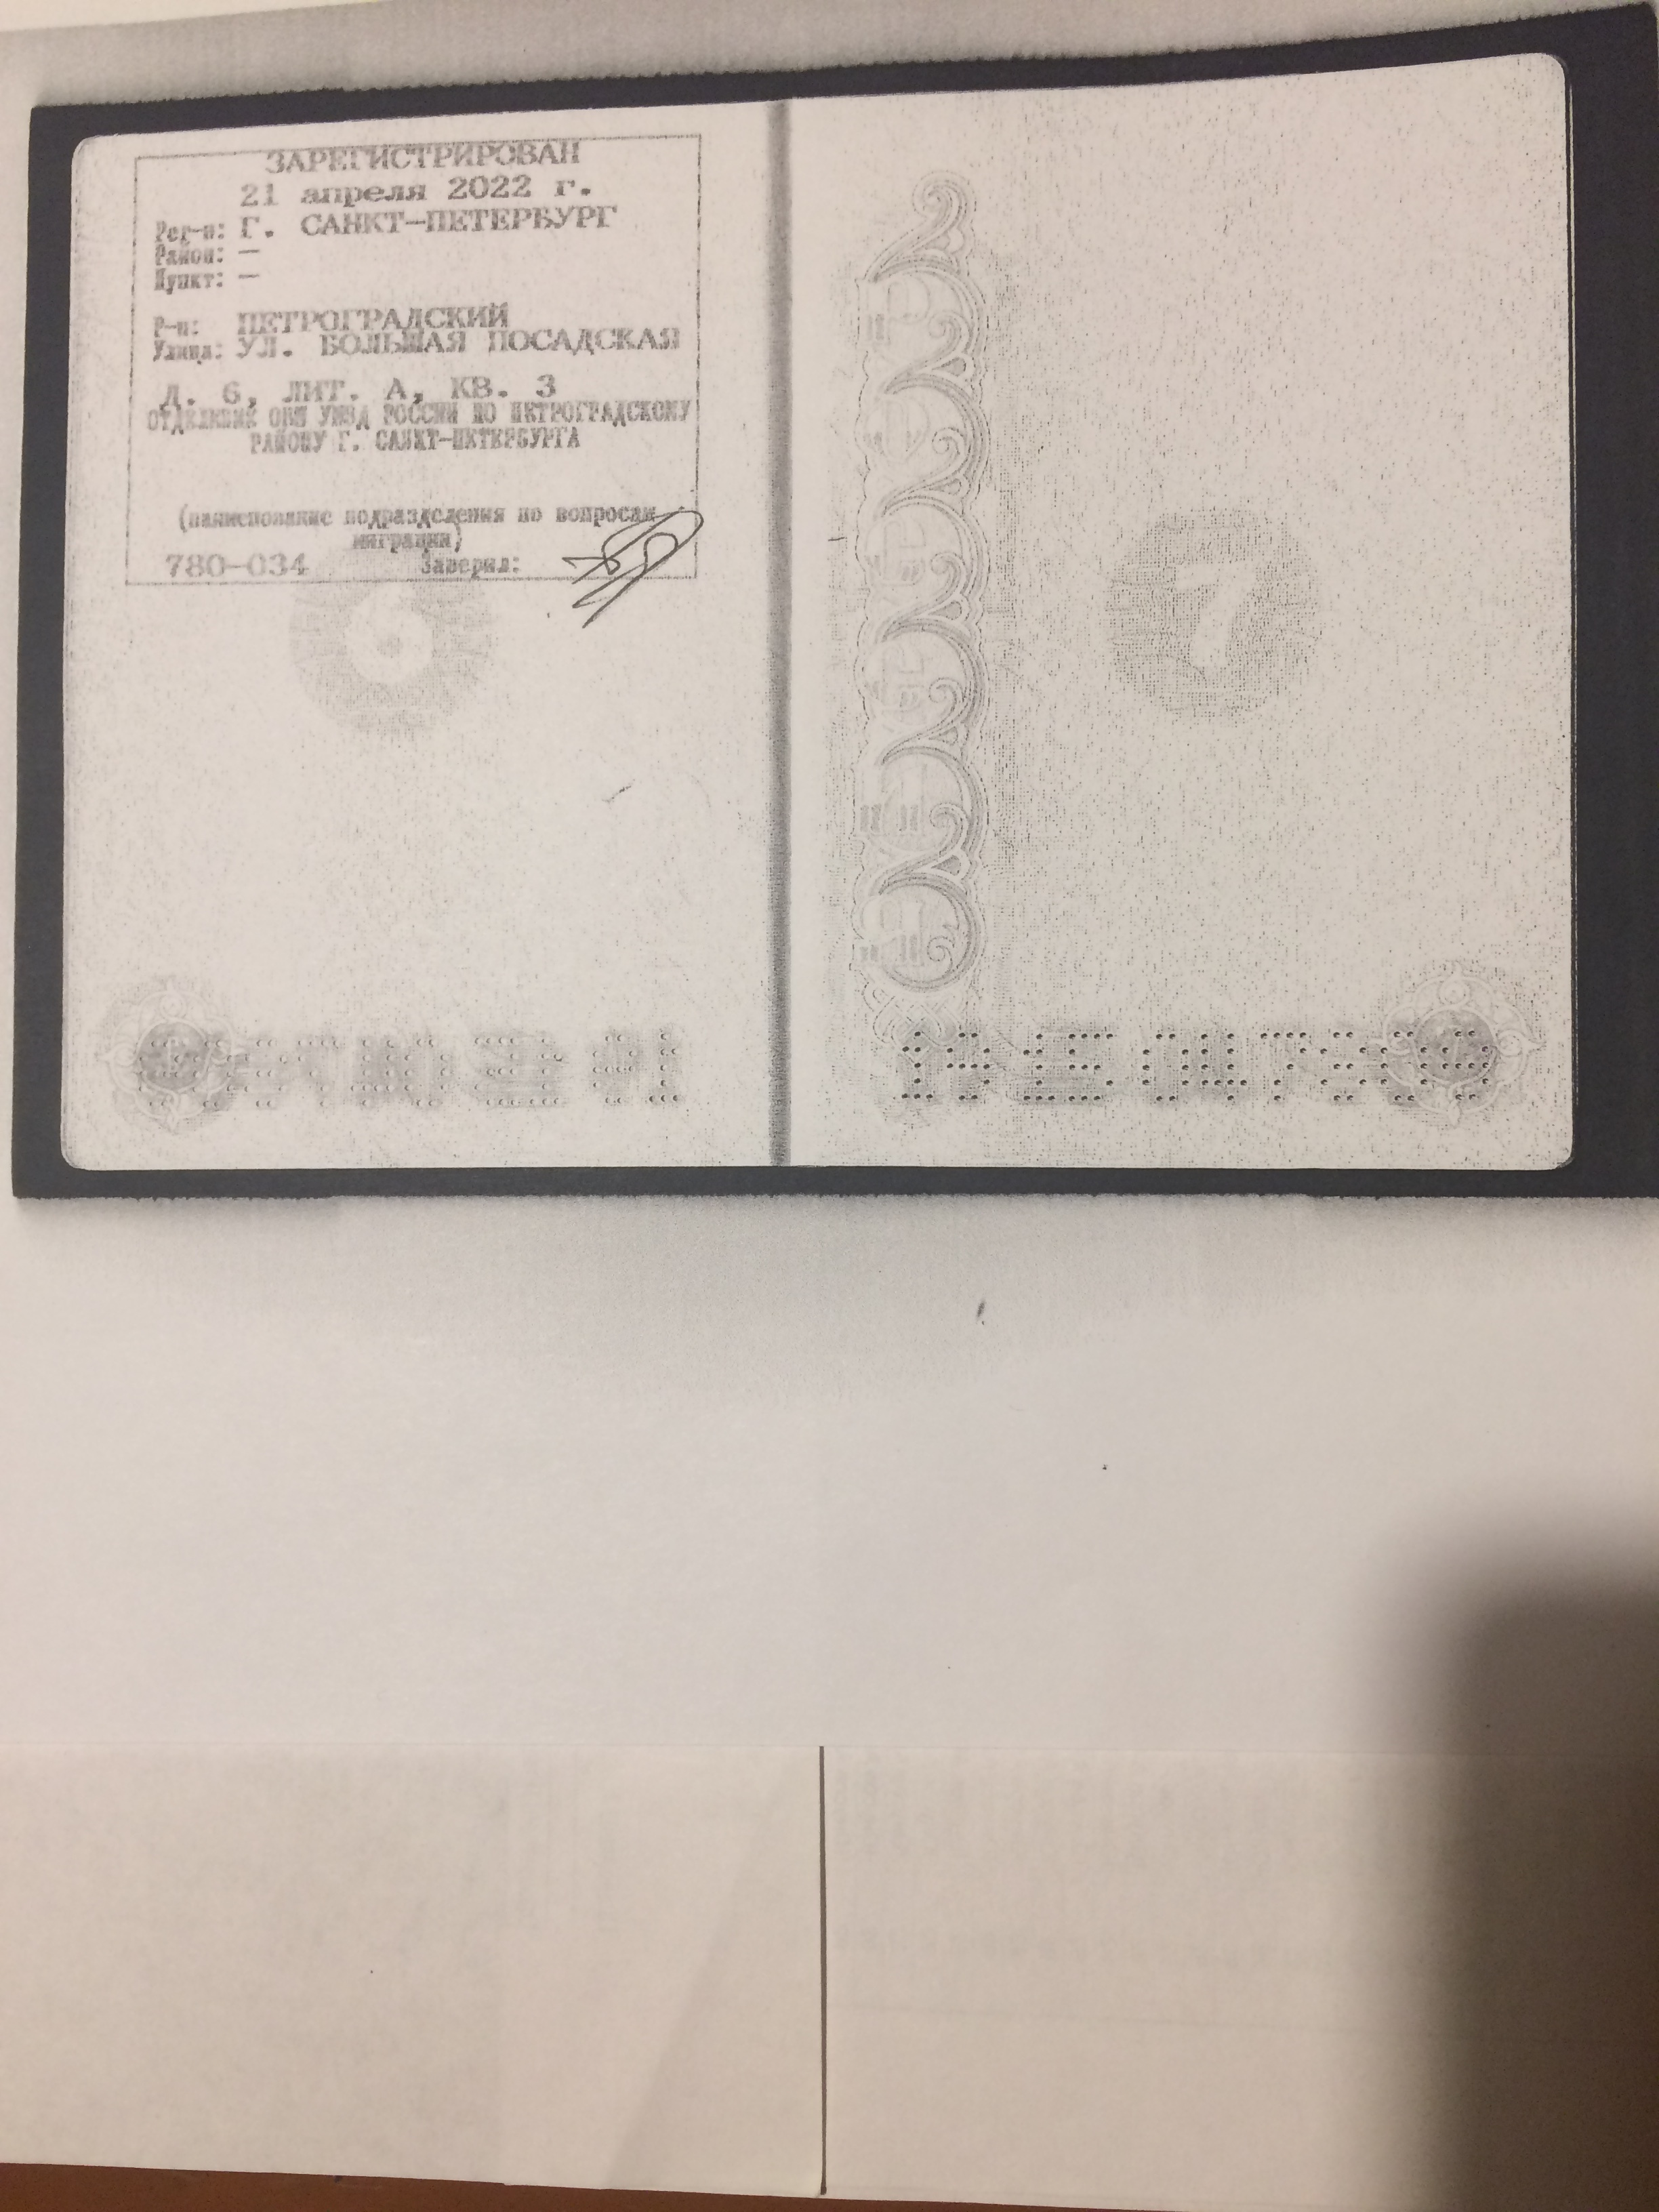 ЗАРЕГИСТРИРОВАН
21 апреля 2022 г.
Рег-н: Г. САНКТ-ПЕТЕРБУРГ
Район: —
Пункт: —
Р-н: ПЕТРОГРАДСКИЙ
Улица: УЛ. БОЛЬШАЯ ПОСАДСКАЯ
Д. 6, ЛИТ. А, КВ. 3
ОТДЕЛЕНИЕ ОВМ УМВД РОССИИ ПО ПЕТРОГРАДСКОМУ
РАЙОНУ Г. САНКТ-ПЕТЕРБУРГА
(наименование подразделения по вопросам
миграции)
780-034 Заверил:
6
7